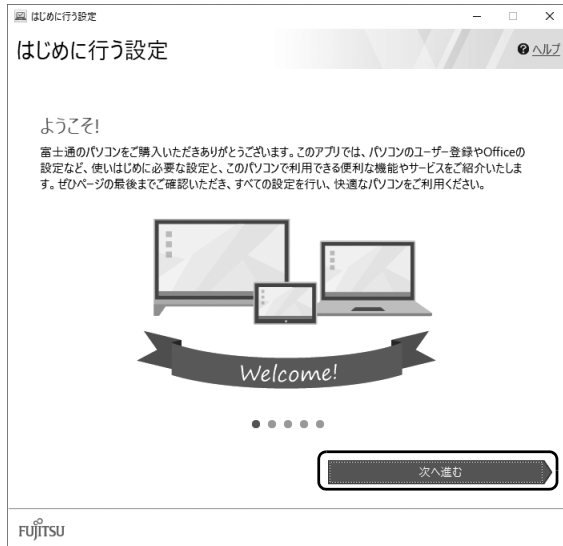 はじめに行う設定
はじめに行う設定
ヘルプ
ようこそ!
富士通のパソコンをご購入いただきありがとうございます。このアプリでは、パソコンのユーザー登録やOfficeの
設定など、使いはじめに必要な設定と、このパソコンで利用できる便利な機能やサービスをご紹介いたしま
す。ぜひページの最後までご確認いただき、すべての設定を行い、快適なパソコンをご利用ください。
Welcome!
次へ進む
FUJITSU